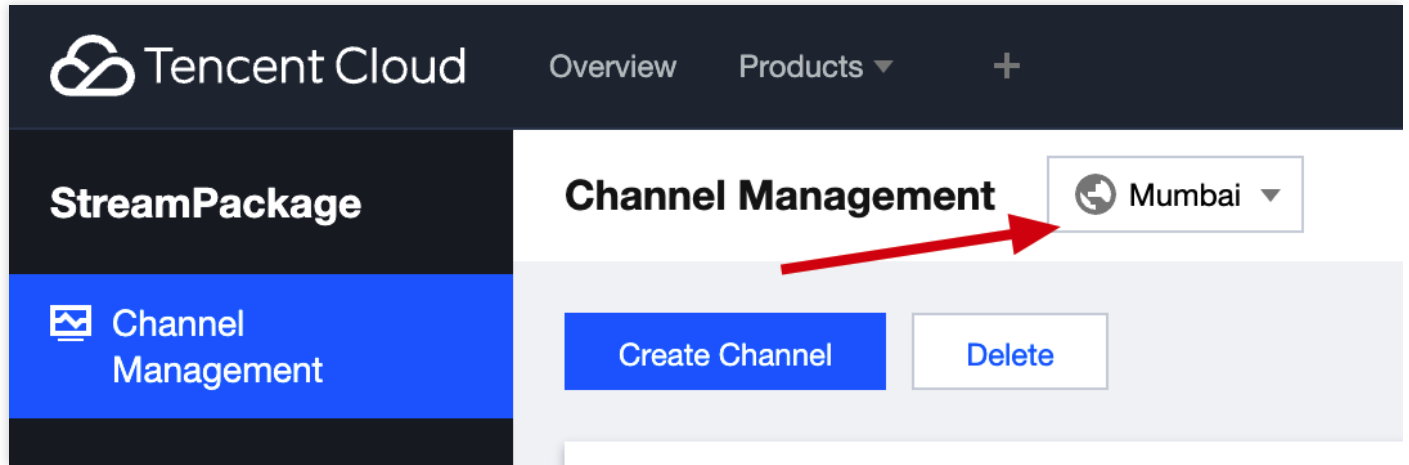 Tencent Cloud
Overview
Products
+
StreamPackage
Channel Management
Mumbai
Channel
Management
Create Channel
Delete